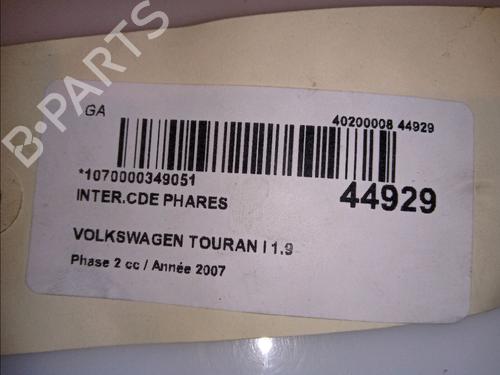 B-PARTS
GA
40200008 44929
*1070000349051
44929
INTER.CDE PHARES
VOLKSWAGEN TOURAN I 1.9
Phase 2 cc / Année 2007